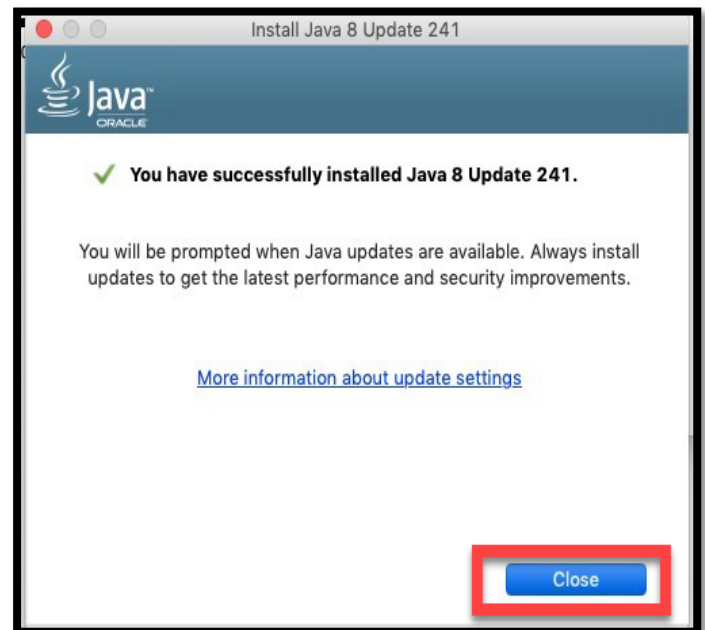 Install Java 8 Update 241
Java™
ORACLE
You have successfully installed Java 8 Update 241.
You will be prompted when Java updates are available. Always install
updates to get the latest performance and security improvements.
More information about update settings
Close